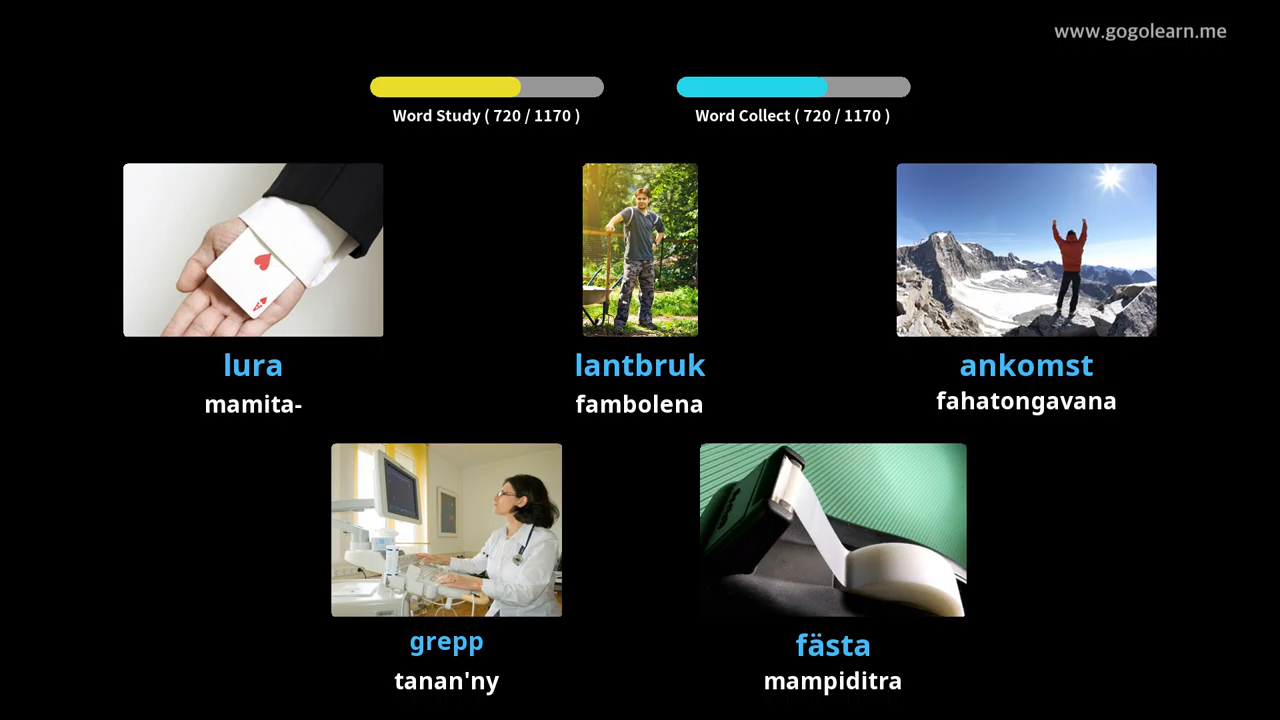 www.gogolearn.me
Word Study ( 720 / 1170 )
Word Collect ( 720 / 1170 )
lura
mamita-
lantbruk
fambolena
ankomst
fahatongavana
grepp
tanan'ny
fästa
mampiditra